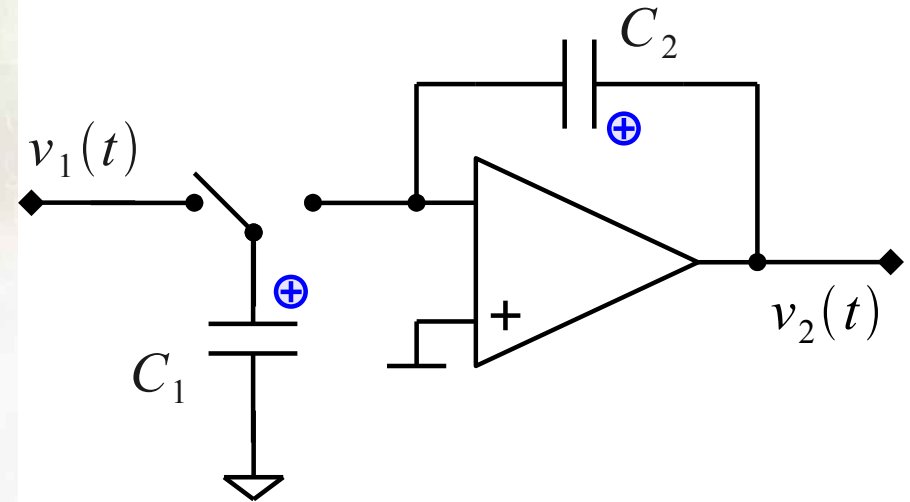 C₂
⊕
v₁(t)
⊕
+
v₂(t)
C₁